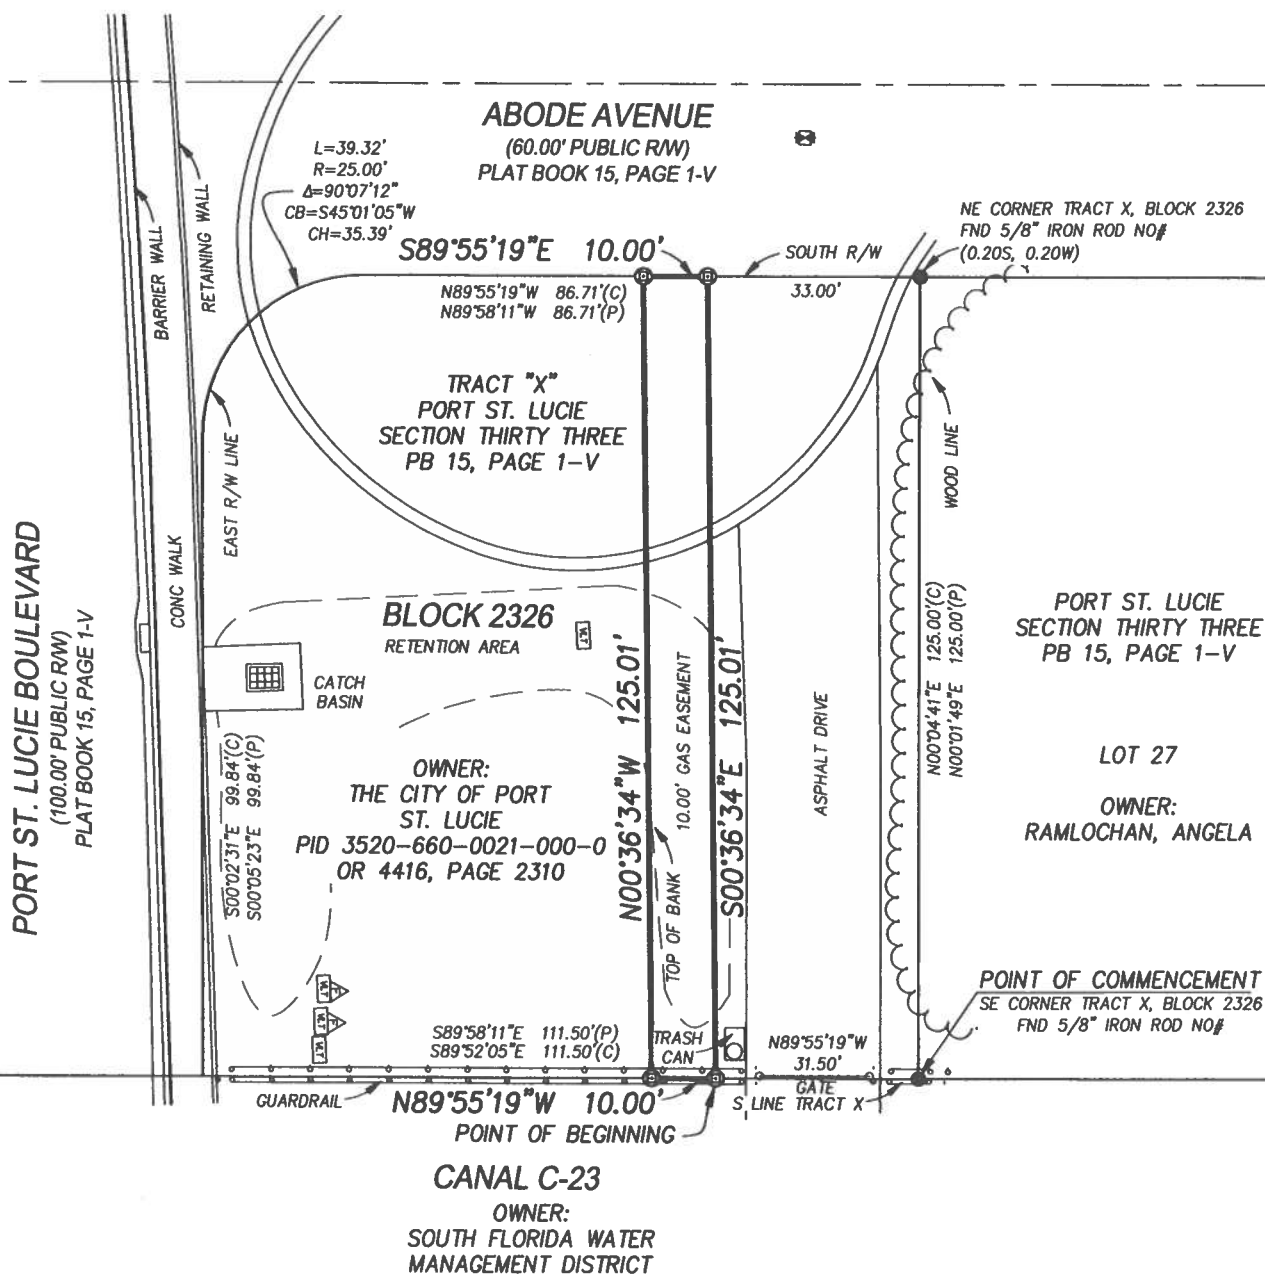 ABODE AVENUE
(60.00' PUBLIC R/W)
PLAT BOOK 15, PAGE 1-V
L=39.32'
R=25.00'
Δ=90°07'12"
CB=S45°01'05"W
CH=35.39'
S89°55'19"E 10.00'
NE CORNER TRACT X, BLOCK 2326
FND 5/8" IRON ROD NO#
(0.20S, 0.20W)
SOUTH R/W
33.00'
N89°55'19"W 86.71'(C)
N89°58'11"W 86.71'(P)
BARRIER WALL
RETAINING WALL
TRACT "X"
PORT ST. LUCIE
SECTION THIRTY THREE
PB 15, PAGE 1-V
EAST R/W LINE
WOOD LINE
CONC WALK
PORT ST. LUCIE BOULEVARD
(100.00' PUBLIC R/W)
PLAT BOOK 15, PAGE 1-V
BLOCK 2326
RETENTION AREA
WLT
CATCH
BASIN
N00°36'34"W 125.01'
10.00' GAS EASEMENT
S00°36'34"E 125.01'
ASPHALT DRIVE
N00°04'41"E 125.00'(C)
N00°01'49"E 125.00'(P)
PORT ST. LUCIE
SECTION THIRTY THREE
PB 15, PAGE 1-V
LOT 27
OWNER:
RAMLOCHAN, ANGELA
S00°02'31"E 99.84'(C)
S00°05'23"E 99.84'(P)
OWNER:
THE CITY OF PORT
ST. LUCIE
PID 3520-660-0021-000-0
OR 4416, PAGE 2310
TOP OF BANK
WLT
WLT
WLT
POINT OF COMMENCEMENT
SE CORNER TRACT X, BLOCK 2326
FND 5/8" IRON ROD NO#
S89°58'11"E 111.50'(P)
S89°52'05"E 111.50'(C)
TRASH
CAN
N89°55'19"W
31.50'
GATE
S LINE TRACT X
GUARDRAIL
N89°55'19"W 10.00'
POINT OF BEGINNING
CANAL C-23
OWNER:
SOUTH FLORIDA WATER
MANAGEMENT DISTRICT